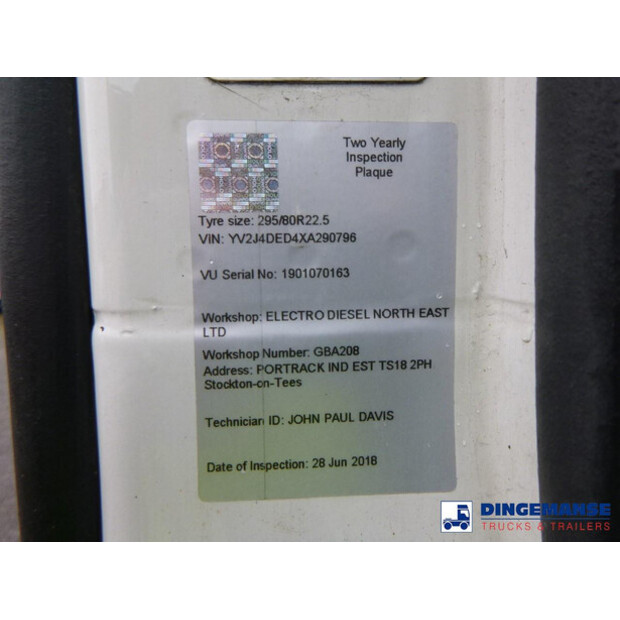 Two Yearly
Inspection
Plaque
Tyre size: 295/80R22.5
VIN: YV2J4DED4XA290796
VU Serial No: 1901070163
Workshop: ELECTRO DIESEL NORTH EAST
LTD
Workshop Number: GBA208
Address: PORTRACK IND EST TS18 2PH
Stockton-on-Tees
Technician ID: JOHN PAUL DAVIS
Date of Inspection: 28 Jun 2018
DINGEMANSE
TRUCKS & TRAILERS